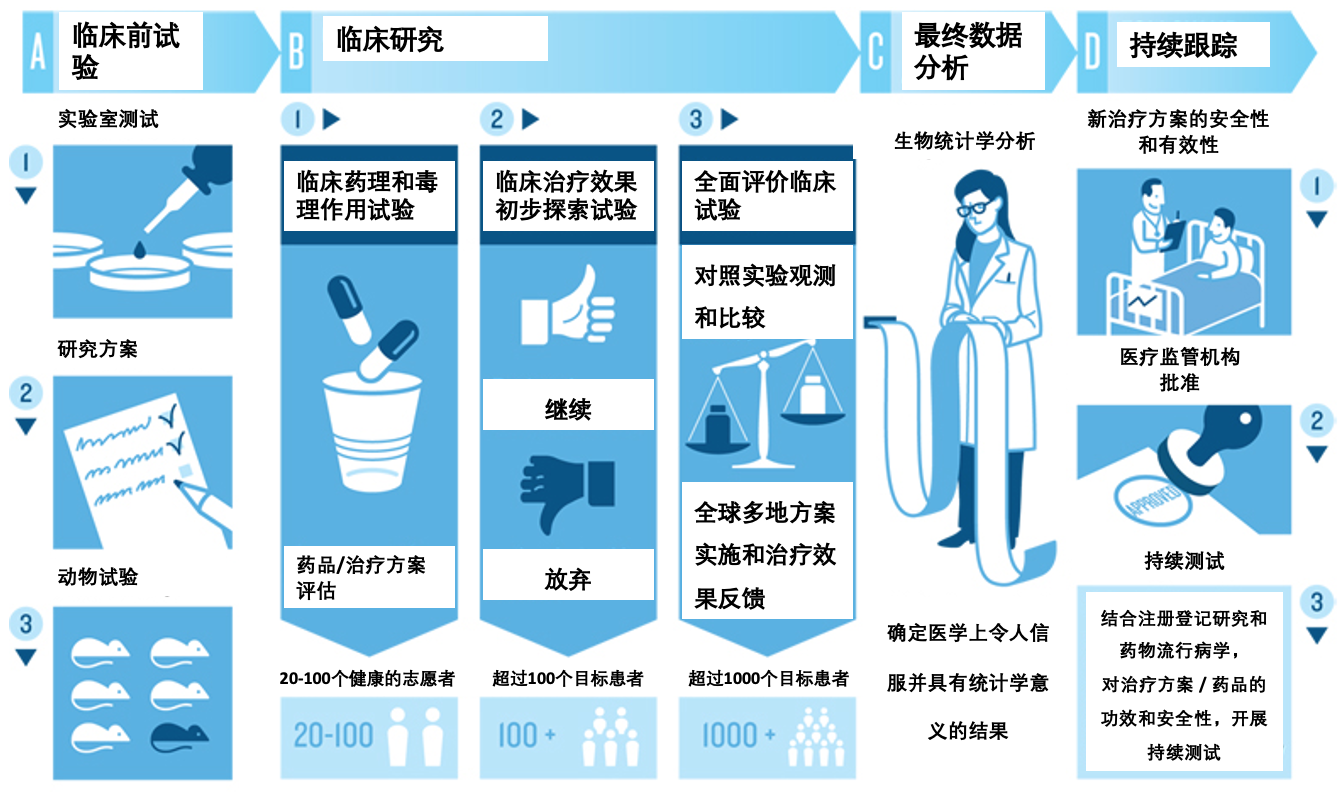 A
临床前试
验
实验室测试
1
研究方案
2
动物试验
3
B
临床研究
1
临床药理和毒
理作用试验
药品/治疗方案
评估
20-100个健康的志愿者
20-100
2
临床治疗效果
初步探索试验
继续
放弃
超过100个目标患者
100 +
3
全面评价临床
试验
对照实验观测
和比较
全球多地方案
实施和治疗效
果反馈
超过1000个目标患者
1000 +
C
最终数据
分析
生物统计学分析
确定医学上令人信
服并具有统计学意
义的结果
D
持续跟踪
新治疗方案的安全性
和有效性
1
医疗监管机构
批准
2
APPROVED
持续测试
3
结合注册登记研究和
药物流行病学，
对治疗方案 / 药品的
功效和安全性，开展
持续测试